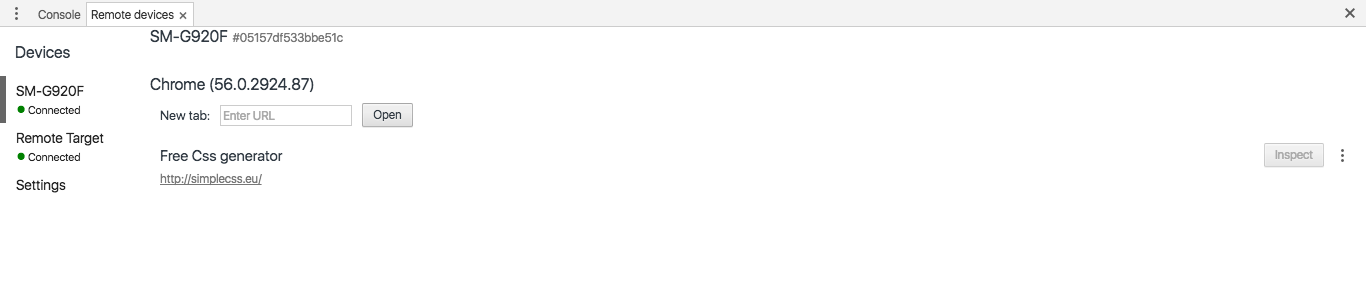 Console Remote devices ×
SM-G920F #05157df533bbe51c
Devices
Chrome (56.0.2924.87)
SM-G920F
Connected
New tab: Enter URL Open
Remote Target
Connected
Free Css generator Inspect
http://simplecss.eu/
Settings